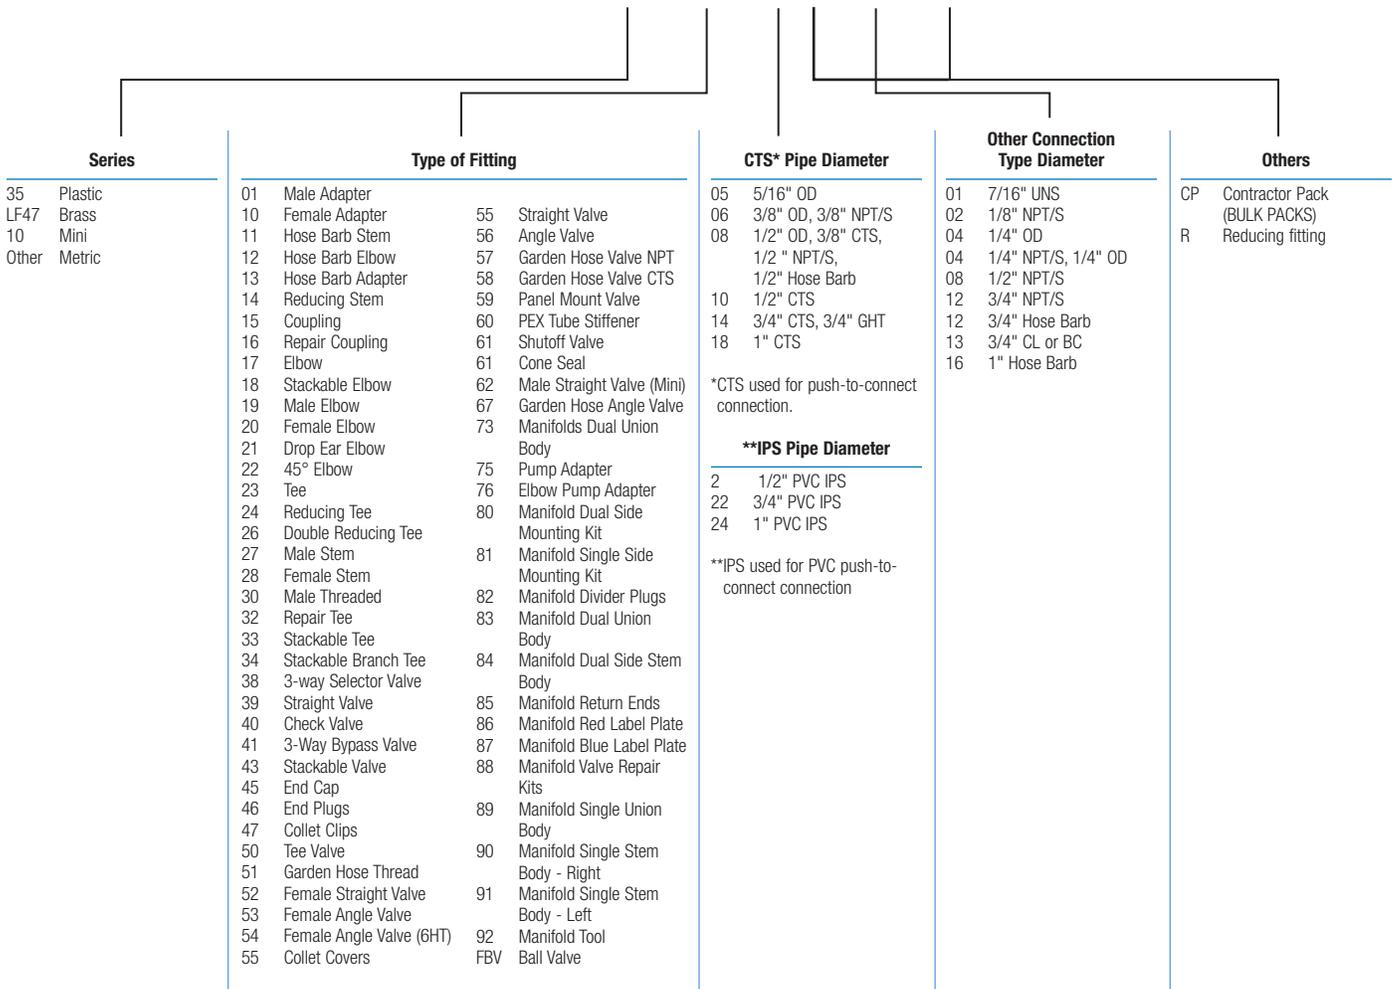 Series
35 Plastic
LF47 Brass
10 Mini
Other Metric
Type of Fitting
01 Male Adapter
10 Female Adapter
11 Hose Barb Stem
12 Hose Barb Elbow
13 Hose Barb Adapter
14 Reducing Stem
15 Coupling
16 Repair Coupling
17 Elbow
18 Stackable Elbow
19 Male Elbow
20 Female Elbow
21 Drop Ear Elbow
22 45° Elbow
23 Tee
24 Reducing Tee
26 Double Reducing Tee
27 Male Stem
28 Female Stem
30 Male Threaded
32 Repair Tee
33 Stackable Tee
34 Stackable Branch Tee
38 3-way Selector Valve
39 Straight Valve
40 Check Valve
41 3-Way Bypass Valve
43 Stackable Valve
45 End Cap
46 End Plugs
47 Collet Clips
50 Tee Valve
51 Garden Hose Thread
52 Female Straight Valve
53 Female Angle Valve
54 Female Angle Valve (6HT)
55 Collet Covers
55 Straight Valve
56 Angle Valve
57 Garden Hose Valve NPT
58 Garden Hose Valve CTS
59 Panel Mount Valve
60 PEX Tube Stiffener
61 Shutoff Valve
61 Cone Seal
62 Male Straight Valve (Mini)
67 Garden Hose Angle Valve
73 Manifolds Dual Union
Body
75 Pump Adapter
76 Elbow Pump Adapter
80 Manifold Dual Side
Mounting Kit
81 Manifold Single Side
Mounting Kit
82 Manifold Divider Plugs
83 Manifold Dual Union
Body
84 Manifold Dual Side Stem
Body
85 Manifold Return Ends
86 Manifold Red Label Plate
87 Manifold Blue Label Plate
88 Manifold Valve Repair
Kits
89 Manifold Single Union
Body
90 Manifold Single Stem
Body - Right
91 Manifold Single Stem
Body - Left
92 Manifold Tool
FBV Ball Valve
CTS* Pipe Diameter
05 5/16" OD
06 3/8" OD, 3/8" NPT/S
08 1/2" OD, 3/8" CTS,
1/2 " NPT/S,
1/2" Hose Barb
10 1/2" CTS
14 3/4" CTS, 3/4" GHT
18 1" CTS
*CTS used for push-to-connect
connection.
**IPS Pipe Diameter
2 1/2" PVC IPS
22 3/4" PVC IPS
24 1" PVC IPS
**IPS used for PVC push-to-
connect connection
Other Connection
Type Diameter
01 7/16" UNS
02 1/8" NPT/S
04 1/4" OD
04 1/4" NPT/S, 1/4" OD
08 1/2" NPT/S
12 3/4" NPT/S
12 3/4" Hose Barb
13 3/4" CL or BC
16 1" Hose Barb
Others
CP Contractor Pack
(BULK PACKS)
R Reducing fitting